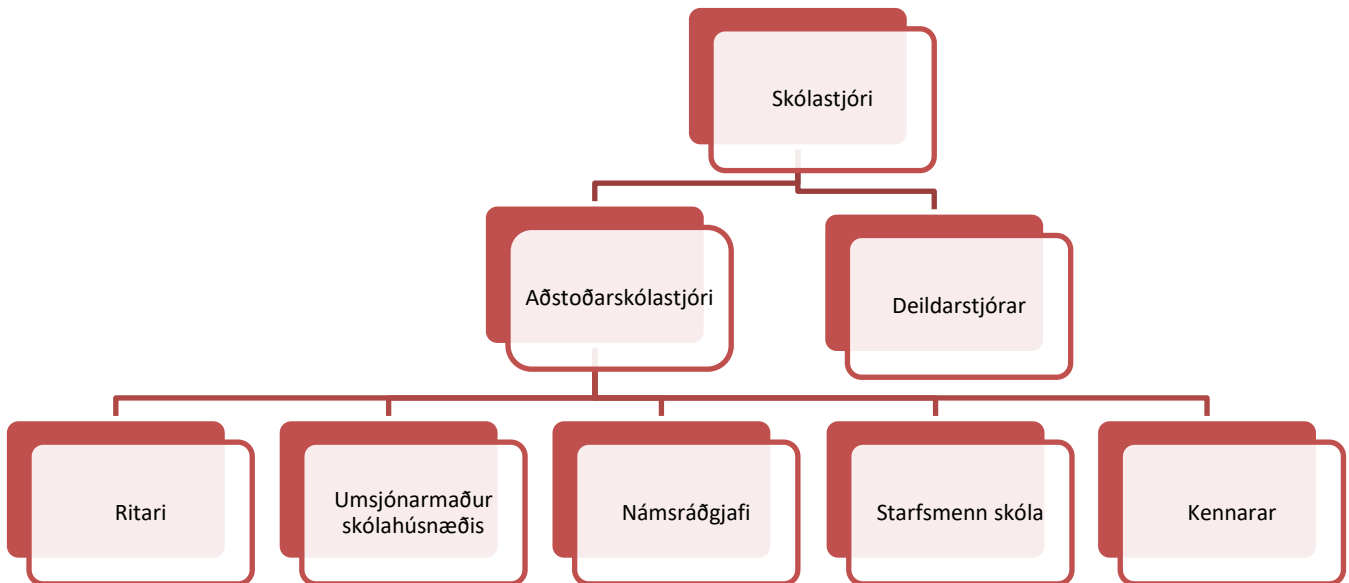 Skólastjóri
Aðstoðarskólastjóri
Deildarstjórar
Ritari
Umsjónarmaður
skólahúsnæðis
Námsráðgjafi
Starfsmenn skóla
Kennarar